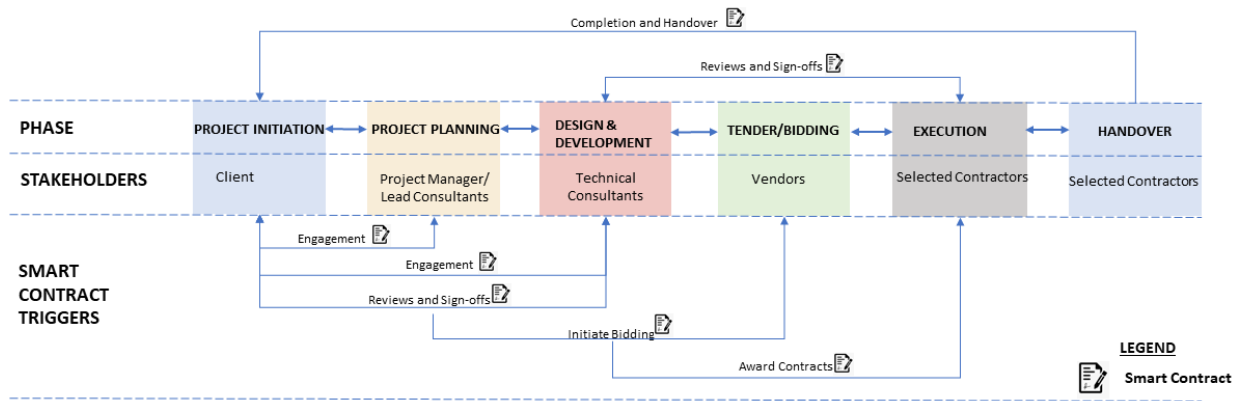 Completion and Handover
Reviews and Sign-offs
PHASE
PROJECT INITIATION
PROJECT PLANNING
DESIGN &
DEVELOPMENT
TENDER/BIDDING
EXECUTION
HANDOVER
STAKEHOLDERS
Client
Project Manager/
Lead Consultants
Technical
Consultants
Vendors
Selected Contractors
Selected Contractors
SMART
CONTRACT
TRIGGERS
Engagement
Engagement
Reviews and Sign-offs
Initiate Bidding
Award Contracts
LEGEND
Smart Contract